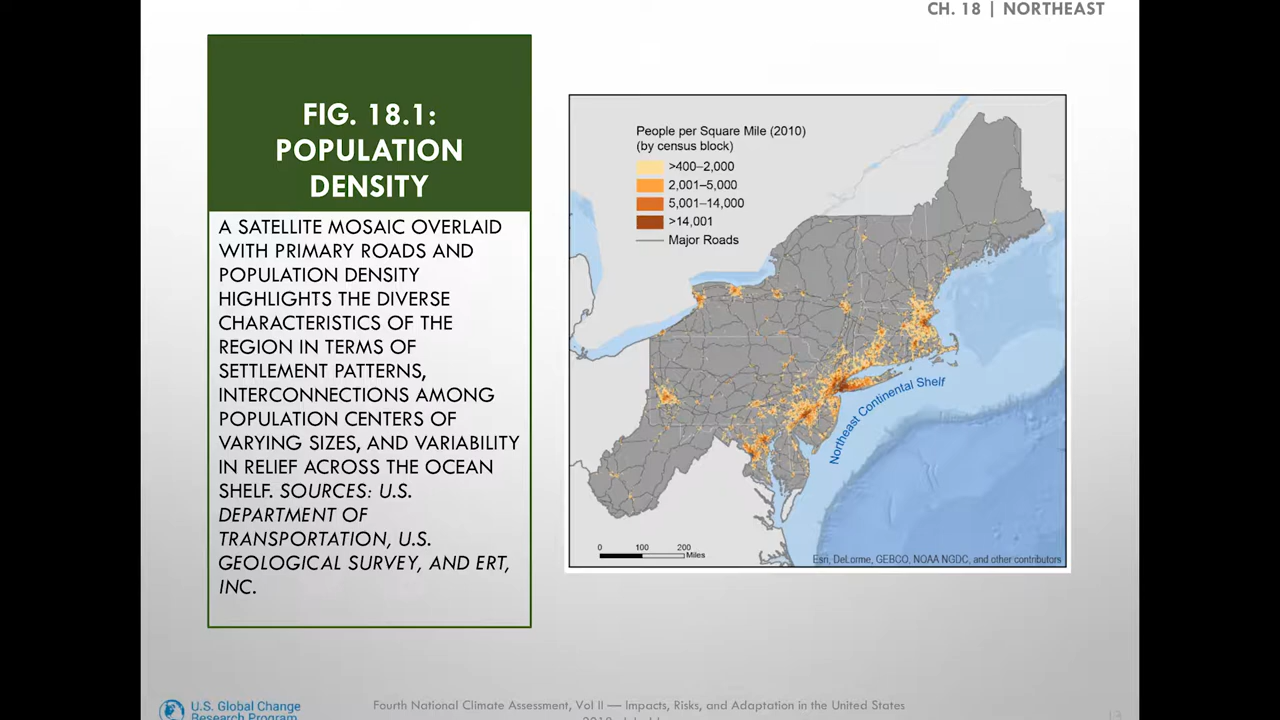 CH. 18 | NORTHEAST
FIG. 18.1:
POPULATION
DENSITY
A SATELLITE MOSAIC OVERLAID
WITH PRIMARY ROADS AND
POPULATION DENSITY
HIGHLIGHTS THE DIVERSE
CHARACTERISTICS OF THE
REGION IN TERMS OF
SETTLEMENT PATTERNS,
INTERCONNECTIONS AMONG
POPULATION CENTERS OF
VARYING SIZES, AND VARIABILITY
IN RELIEF ACROSS THE OCEAN
SHELF. SOURCES: U.S.
DEPARTMENT OF
TRANSPORTATION, U.S.
GEOLOGICAL SURVEY, AND ERT,
INC.
People per Square Mile (2010)
(by census block)
>400–2,000
2,001–5,000
5,001–14,000
>14,001
Major Roads
Northeast Continental Shelf
0 100 200
Miles
Esri, DeLorme, GEBCO, NOAA NGDC, and other contributors
U.S. Global Change
Research Program
Fourth National Climate Assessment, Vol II — Impacts, Risks, and Adaptation in the United States